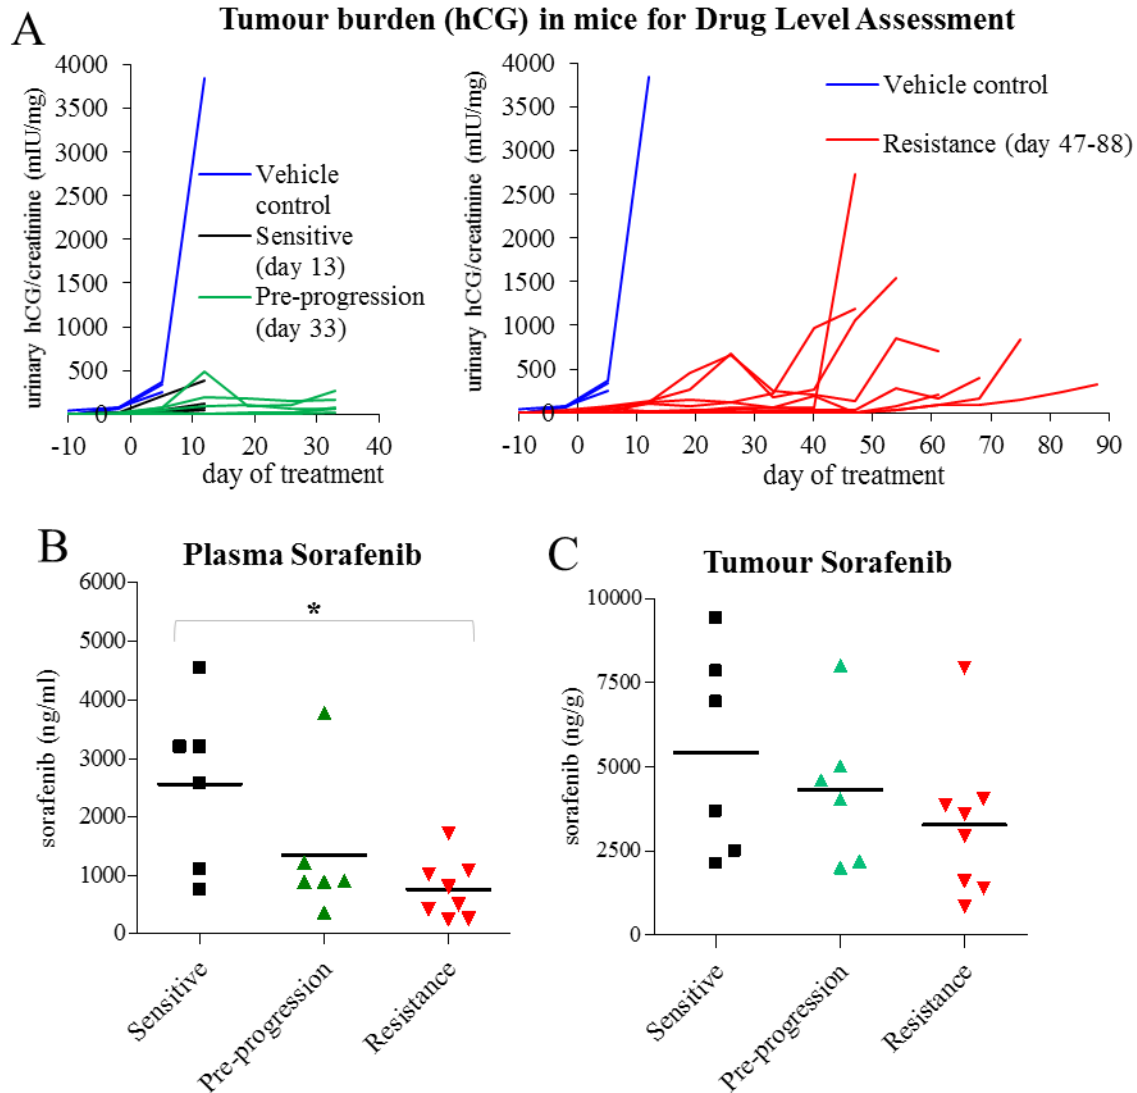 A
Tumour burden (hCG) in mice for Drug Level Assessment
urinary hCG/creatinine (mIU/mg)
4000
3500
3000
2500
2000
1500
1000
500
0
-10
0
10
20
30
40
day of treatment
Vehicle
control
Sensitive
(day 13)
Pre-progression
(day 33)
urinary hCG/creatinine (mIU/mg)
4000
3500
3000
2500
2000
1500
1000
500
0
-10
0
10
20
30
40
50
60
70
80
90
day of treatment
Vehicle control
Resistance (day 47-88)
B
Plasma Sorafenib
sorafenib (ng/ml)
6000
5000
4000
3000
2000
1000
0
*
Sensitive
Pre-progression
Resistance
C
Tumour Sorafenib
sorafenib (ng/g)
10000
7500
5000
2500
0
Sensitive
Pre-progression
Resistance